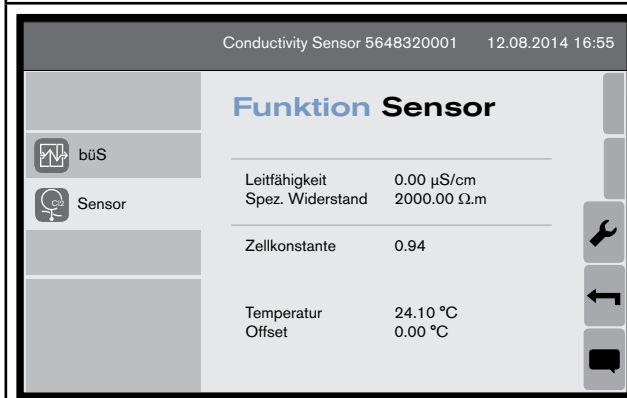 Conductivity Sensor 5648320001 12.08.2014 16:55
Funktion Sensor
büS
Cl2
Sensor
Leitfähigkeit 0.00 µS/cm
Spez. Widerstand 2000.00 Ω.m
Zellkonstante 0.94
Temperatur 24.10 °C
Offset 0.00 °C